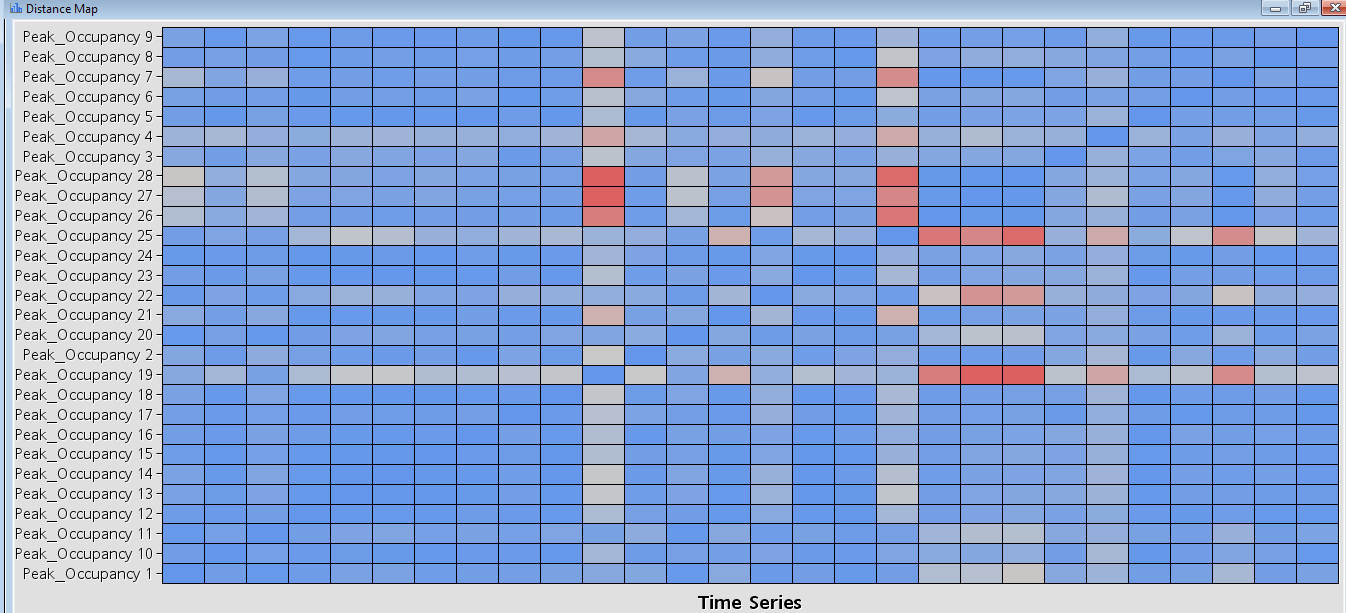 Distance Map
Peak_Occupancy 9
Peak_Occupancy 8
Peak_Occupancy 7
Peak_Occupancy 6
Peak_Occupancy 5
Peak_Occupancy 4
Peak_Occupancy 3
Peak_Occupancy 28
Peak_Occupancy 27
Peak_Occupancy 26
Peak_Occupancy 25
Peak_Occupancy 24
Peak_Occupancy 23
Peak_Occupancy 22
Peak_Occupancy 21
Peak_Occupancy 20
Peak_Occupancy 2
Peak_Occupancy 19
Peak_Occupancy 18
Peak_Occupancy 17
Peak_Occupancy 16
Peak_Occupancy 15
Peak_Occupancy 14
Peak_Occupancy 13
Peak_Occupancy 12
Peak_Occupancy 11
Peak_Occupancy 10
Peak_Occupancy 1
Time Series